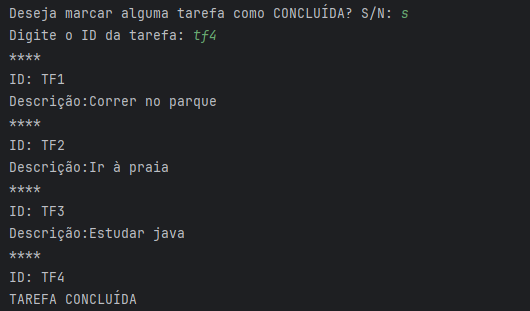 Deseja marcar alguma tarefa como CONCLUÍDA? S/N: s
Digite o ID da tarefa: tf4
****
ID: TF1
Descrição:Correr no parque
****
ID: TF2
Descrição:Ir à praia
****
ID: TF3
Descrição:Estudar java
****
ID: TF4
TAREFA CONCLUÍDA